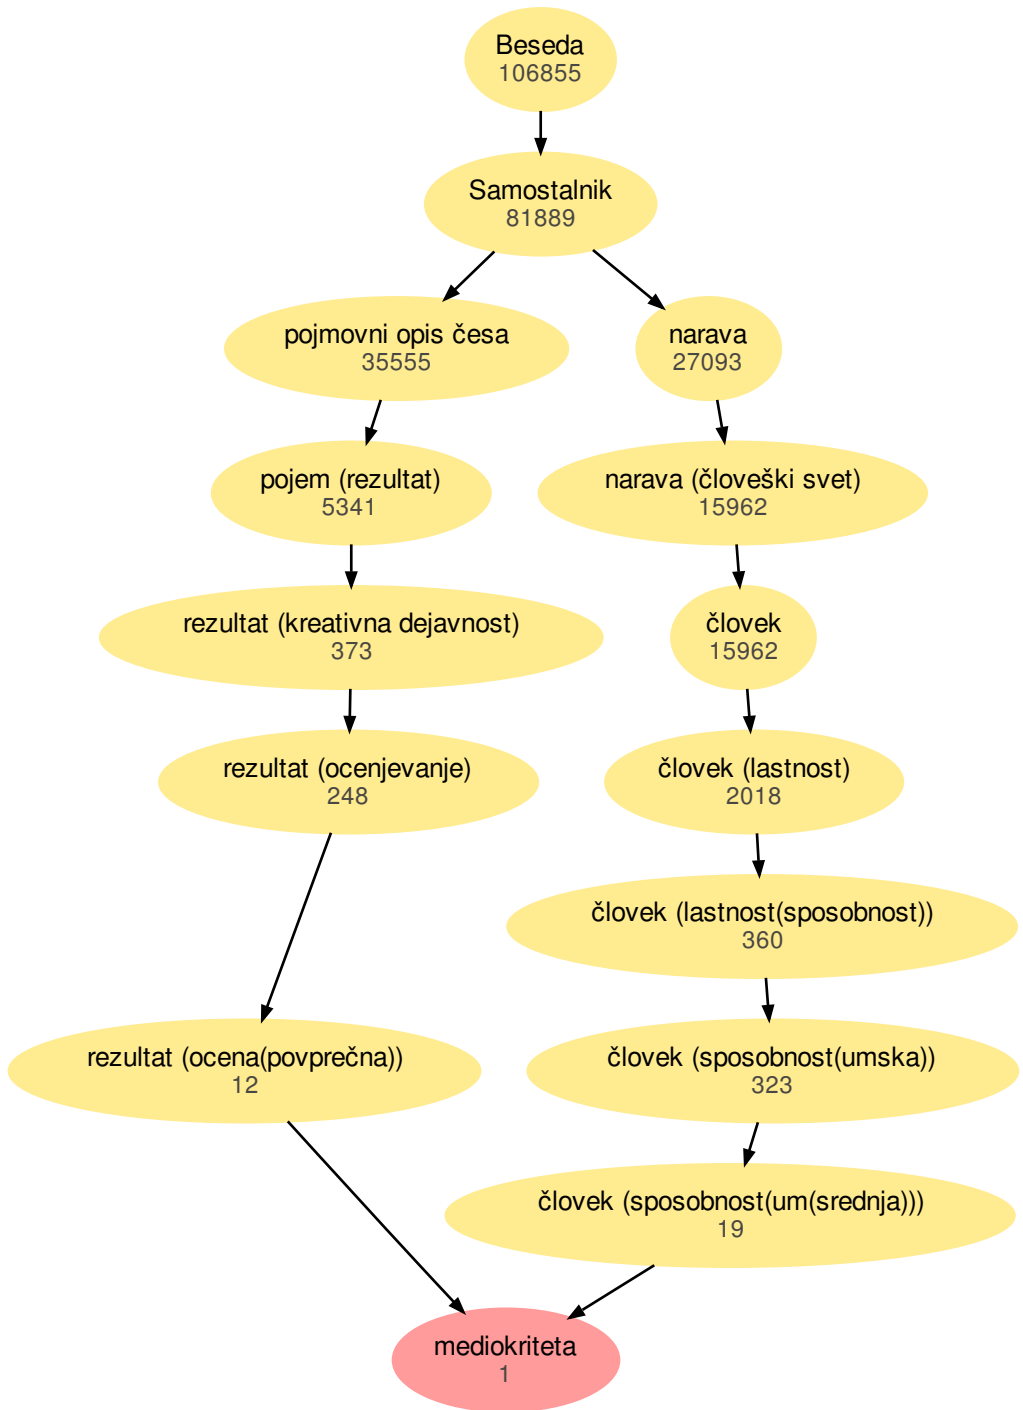 Beseda
106855
Samostalnik
81889
pojmovni opis česa
35555
narava
27093
pojem (rezultat)
5341
narava (človeški svet)
15962
rezultat (kreativna dejavnost)
373
človek
15962
rezultat (ocenjevanje)
248
človek (lastnost)
2018
človek (lastnost(sposobnost))
360
rezultat (ocena(povprečna))
12
človek (sposobnost(umska))
323
človek (sposobnost(um(srednja)))
19
mediokriteta
1